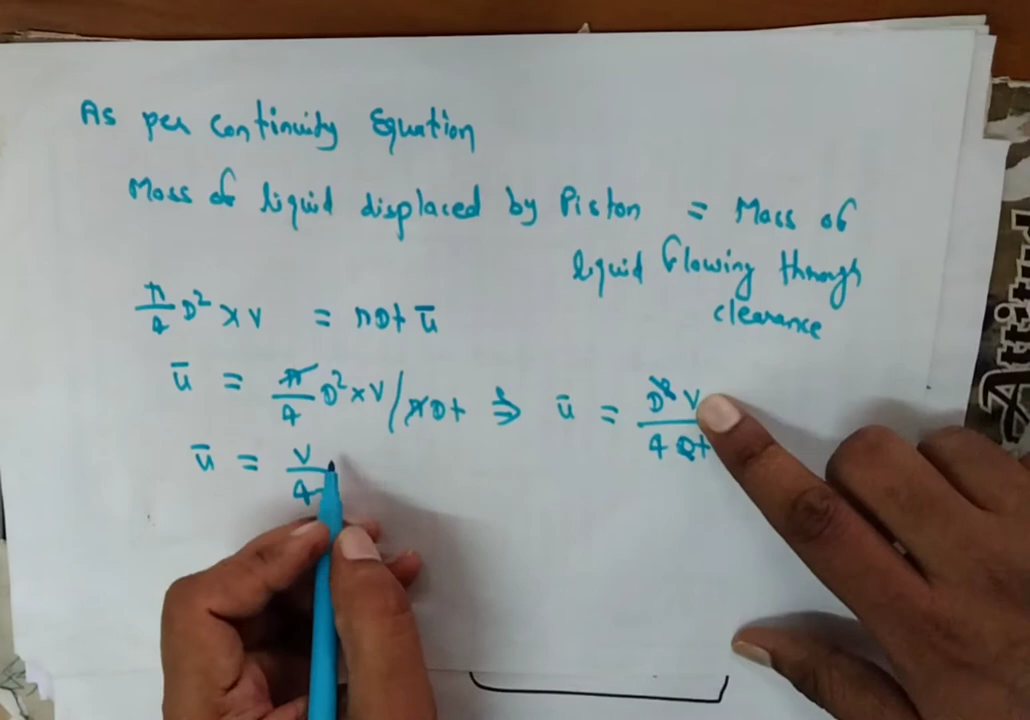 As per Continuity Equation
Mass of liquid displaced by Piston = Mass of
liquid flowing through
clearance
π/4 D² × V = πDt ū
ū = π/4 D² × V / πDt ⇒ ū = D²V / 4Dt
ū = V/4
Attitud